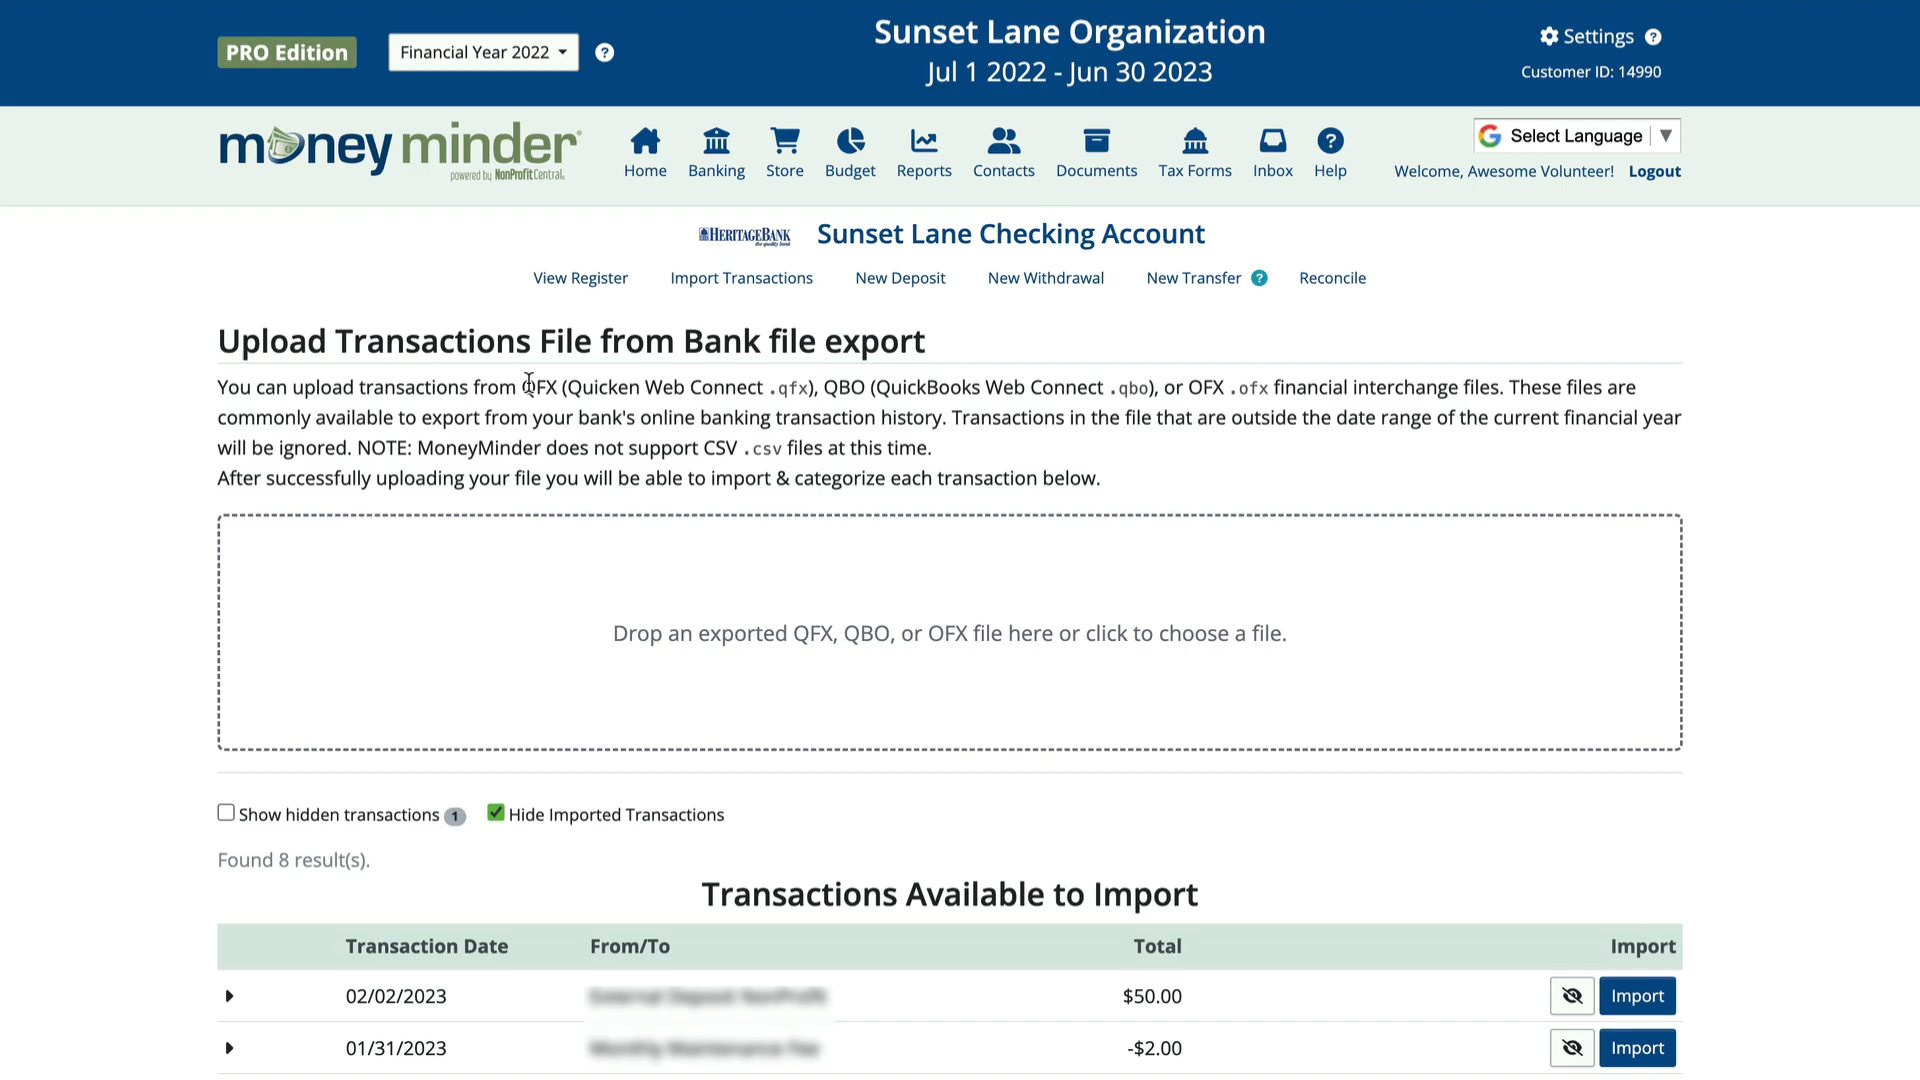 PRO Edition
Financial Year 2022
?
Sunset Lane Organization
Jul 1 2022 - Jun 30 2023
Settings ?
Customer ID: 14990
money minder
powered by NonProfitCentral.
Home
Banking
Store
Budget
Reports
Contacts
Documents
Tax Forms
Inbox
Help
Select Language ▼
Welcome, Awesome Volunteer! Logout
HERITAGE BANK
the quality bank
Sunset Lane Checking Account
View Register
Import Transactions
New Deposit
New Withdrawal
New Transfer ?
Reconcile
Upload Transactions File from Bank file export
You can upload transactions from QFX (Quicken Web Connect .qfx), QBO (QuickBooks Web Connect .qbo), or OFX .ofx financial interchange files. These files are
commonly available to export from your bank's online banking transaction history. Transactions in the file that are outside the date range of the current financial year
will be ignored. NOTE: MoneyMinder does not support CSV .csv files at this time.
After successfully uploading your file you will be able to import & categorize each transaction below.
Drop an exported QFX, QBO, or OFX file here or click to choose a file.
Show hidden transactions 1
Hide Imported Transactions
Found 8 result(s).
Transactions Available to Import
Transaction Date From/To Total Import
02/02/2023 $50.00 Import
01/31/2023 -$2.00 Import